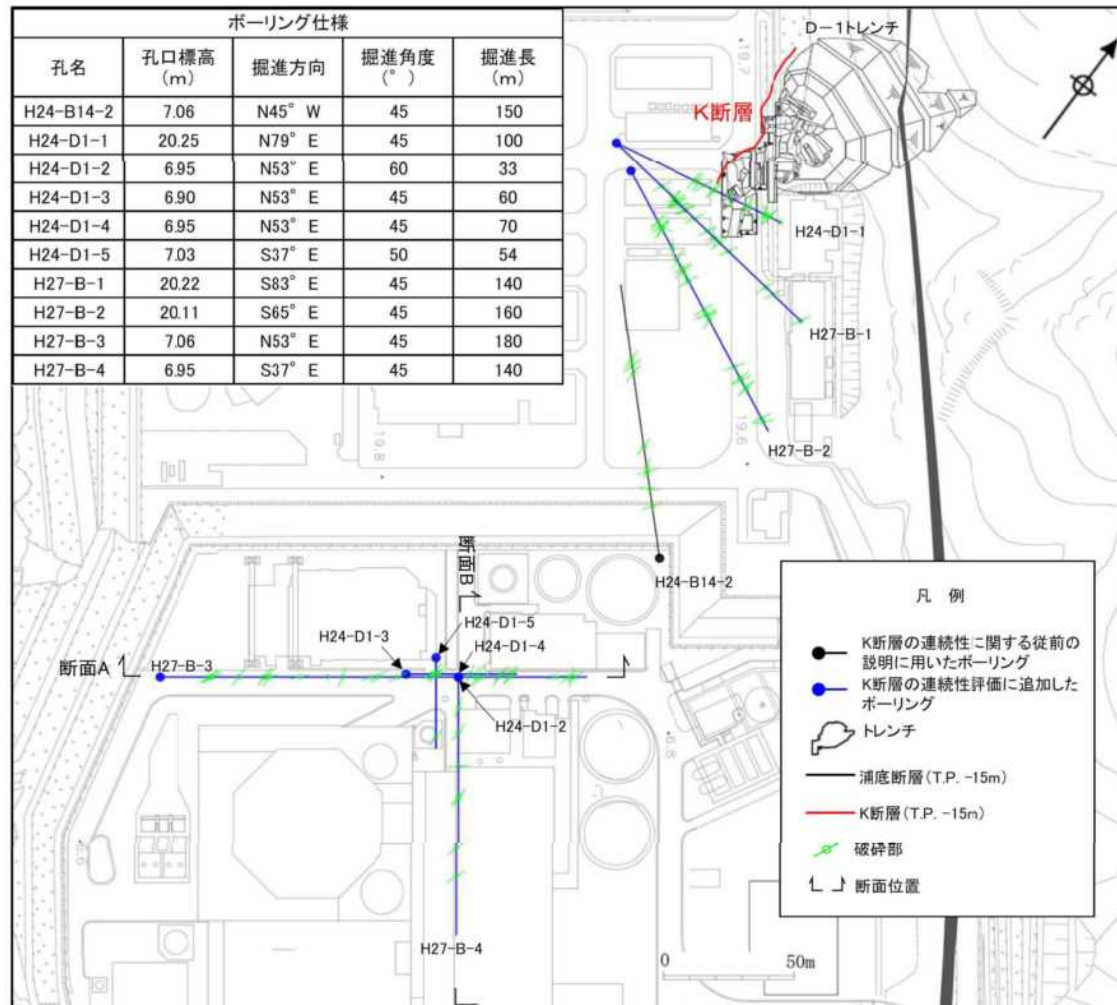 ボーリング仕様
孔名 孔口標高(m) 掘進方向 掘進角度(°) 掘進長(m)
H24-B14-2 7.06 N45° W 45 150
H24-D1-1 20.25 N79° E 45 100
H24-D1-2 6.95 N53° E 60 33
H24-D1-3 6.90 N53° E 45 60
H24-D1-4 6.95 N53° E 45 70
H24-D1-5 7.03 S37° E 50 54
H27-B-1 20.22 S83° E 45 140
H27-B-2 20.11 S65° E 45 160
H27-B-3 7.06 N53° E 45 180
H27-B-4 6.95 S37° E 45 140
D-1トレンチ
19.7
K断層
H24-D1-1
H27-B-1
19.6
H27-B-2
19.8
H24-B14-2
断面B
H24-D1-5
H24-D1-3
H24-D1-4
断面A
H27-B-3
H24-D1-2
H27-B-4
凡 例
K断層の連続性に関する従前の
説明に用いたボーリング
K断層の連続性評価に追加した
ボーリング
トレンチ
浦底断層(T.P. -15m)
K断層(T.P. -15m)
破砕部
断面位置
0 50m